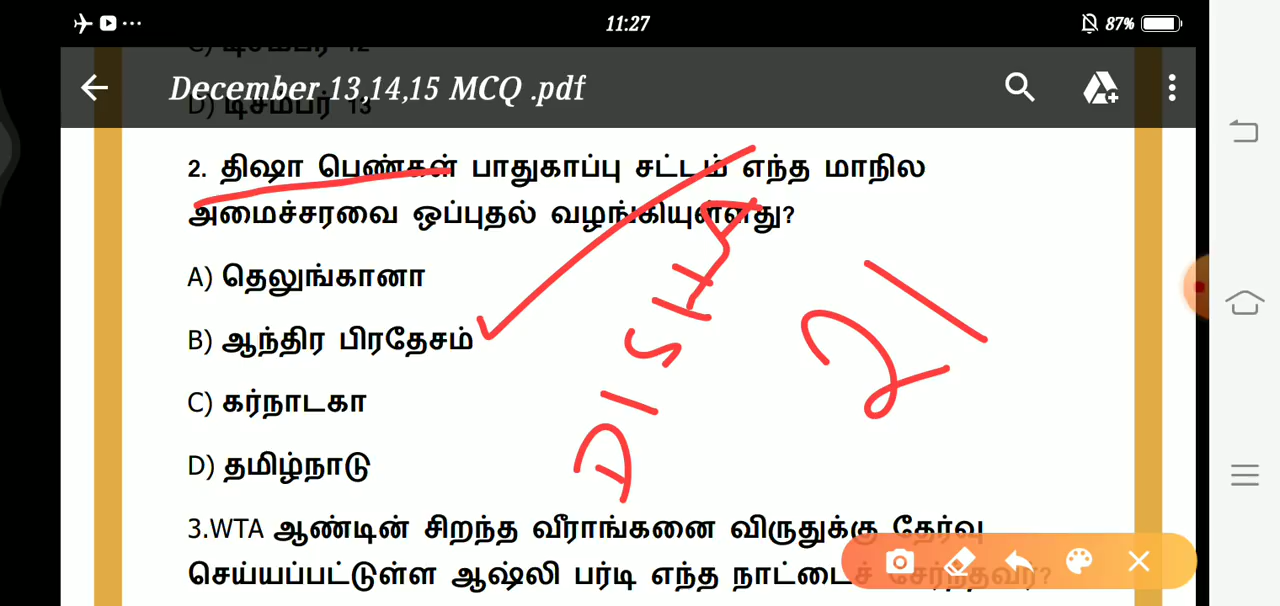 11:27
87%
December 13,14,15 MCQ .pdf
D) டிசம்பர் 13
2. திஷா பெண்கள் பாதுகாப்பு சட்டம் எந்த மாநில
அமைச்சரவை ஒப்புதல் வழங்கியுள்ளது?
A) தெலுங்கானா
B) ஆந்திர பிரதேசம்
C) கர்நாடகா
D) தமிழ்நாடு
DISHA
21
3.WTA ஆண்டின் சிறந்த வீராங்கனை விருதுக்கு தேர்வு
செய்யப்பட்டுள்ள ஆஷ்லி பர்டி எந்த நாட்டைச் சேர்ந்தவர்?